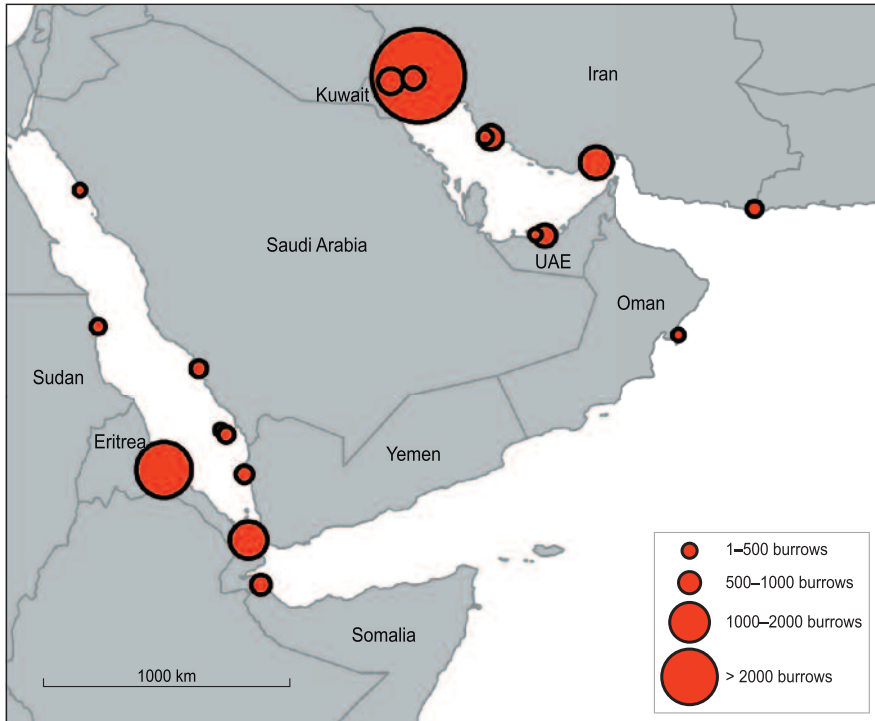 Iran
Kuwait
Saudi Arabia
UAE
Oman
Sudan
Eritrea
Yemen
Somalia
1000 km
1–500 burrows
500–1000 burrows
1000–2000 burrows
> 2000 burrows